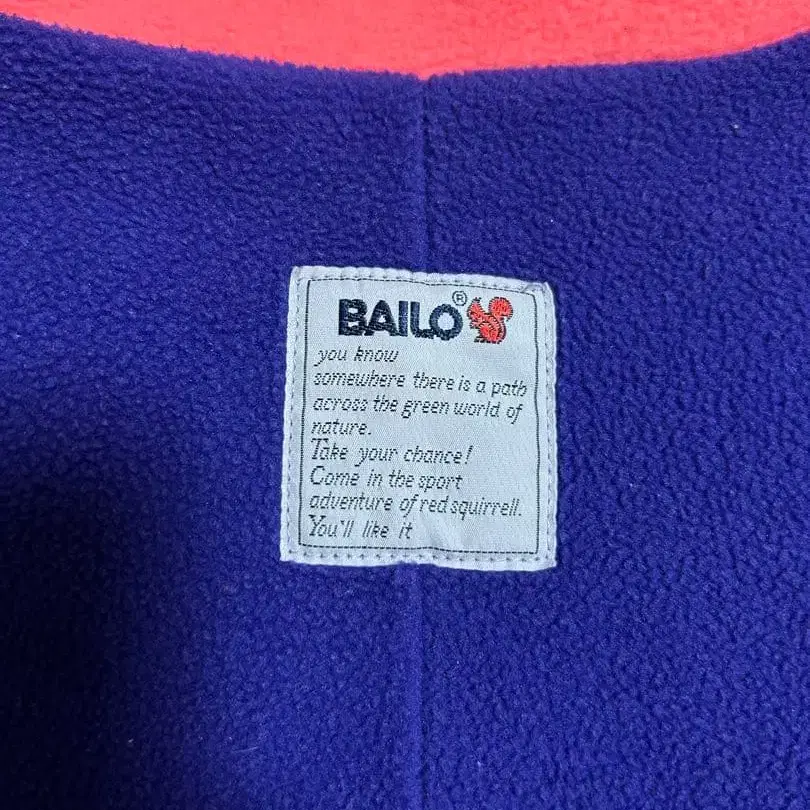 BAILO®
you know
somewhere there is a path
across the green world of
nature.
Take your chance!
Come in the sport
adventure of red squirrell.
You'll like it